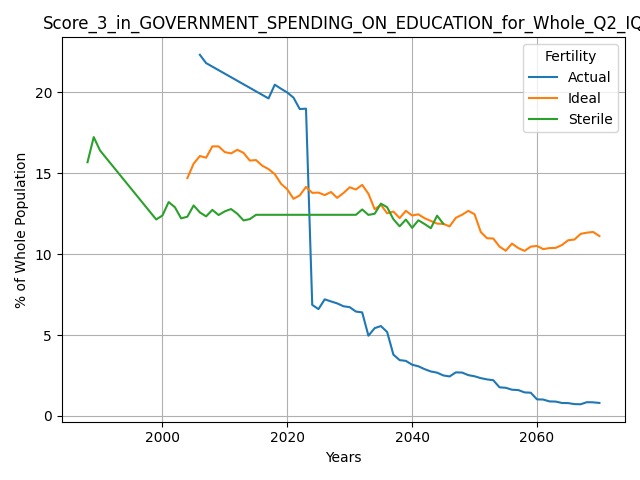 Score_3_in_GOVERNMENT_SPENDING_ON_EDUCATION_for_Whole_Q2_IQ
Fertility
Actual
Ideal
Sterile
% of Whole Population
20
15
10
5
0
2000 2020 2040 2060
Years